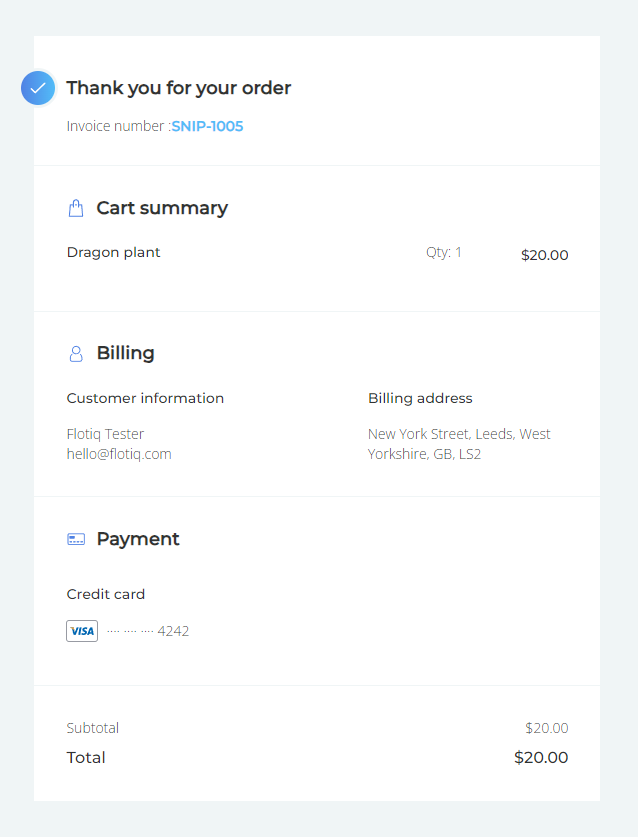 Thank you for your order
Invoice number :SNIP-1005
Cart summary
Dragon plant Qty: 1 $20.00
Billing
Customer information Billing address
Flotiq Tester New York Street, Leeds, West
hello@flotiq.com Yorkshire, GB, LS2
Payment
Credit card
VISA ···· ···· ···· 4242
Subtotal $20.00
Total $20.00